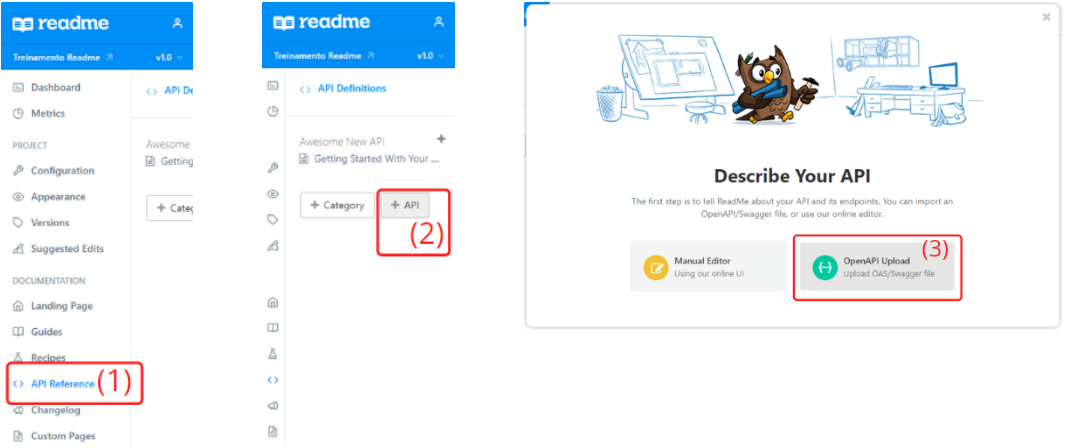 readme
Treinamento Readme
v1.0
Dashboard
Metrics
PROJECT
Configuration
Appearance
Versions
Suggested Edits
DOCUMENTATION
Landing Page
Guides
Recipes
API Reference
(1)
Changelog
Custom Pages
API De
Awesome
Getting
+ Categ
readme
Treinamento Readme
v1.0
API Definitions
Awesome New API +
Getting Started With Your ...
+ Category
+ API
(2)
Describe Your API
The first step is to tell ReadMe about your API and its endpoints. You can import an
OpenAPI/Swagger file, or use our online editor.
Manual Editor
Using our online UI
OpenAPI Upload
Upload OAS/Swagger file
(3)